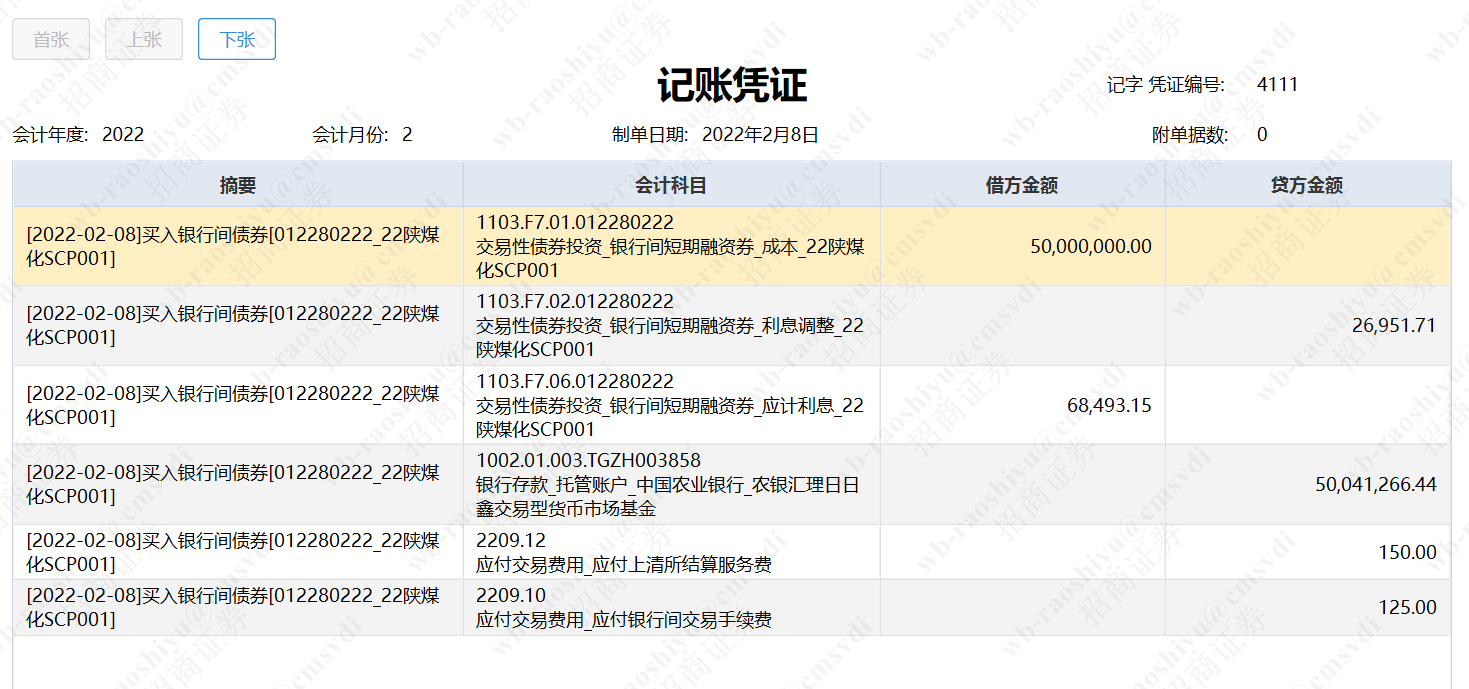 首张 上张 下张
记账凭证
记字 凭证编号: 4111
会计年度: 2022 会计月份: 2 制单日期: 2022年2月8日 附单据数: 0
摘要 会计科目 借方金额 贷方金额
[2022-02-08]买入银行间债券[012280222_22陕煤
化SCP001]
1103.F7.01.012280222
交易性债券投资_银行间短期融资券_成本_22陕煤
化SCP001
50,000,000.00
[2022-02-08]买入银行间债券[012280222_22陕煤
化SCP001]
1103.F7.02.012280222
交易性债券投资_银行间短期融资券_利息调整_22
陕煤化SCP001
26,951.71
[2022-02-08]买入银行间债券[012280222_22陕煤
化SCP001]
1103.F7.06.012280222
交易性债券投资_银行间短期融资券_应计利息_22
陕煤化SCP001
68,493.15
[2022-02-08]买入银行间债券[012280222_22陕煤
化SCP001]
1002.01.003.TGZH003858
银行存款_托管账户_中国农业银行_农银汇理日日
鑫交易型货币市场基金
50,041,266.44
[2022-02-08]买入银行间债券[012280222_22陕煤
化SCP001]
2209.12
应付交易费用_应付上清所结算服务费
150.00
[2022-02-08]买入银行间债券[012280222_22陕煤
化SCP001]
2209.10
应付交易费用_应付银行间交易手续费
125.00
wb-raoshiyu@cmsvdi
招商证券